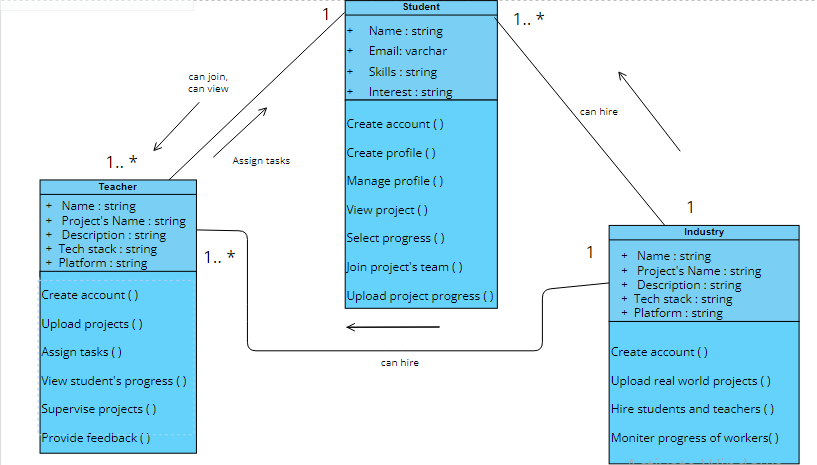 Student
+ Name : string
+ Email: varchar
+ Skills : string
+ Interest : string
Create account ( )
Create profile ( )
Manage profile ( )
View project ( )
Select progress ( )
Join project's team ( )
Upload project progress ( )
1
1.. *
can join,
can view
Assign tasks
1.. *
can hire
1
Teacher
+ Name : string
+ Project's Name : string
+ Description : string
+ Tech stack : string
+ Platform : string
Create account ( )
Upload projects ( )
Assign tasks ( )
View student's progress ( )
Supervise projects ( )
Provide feedback ( )
1.. *
can hire
1
Industry
+ Name : string
+ Project's Name : string
+ Description : string
+ Tech stack : string
+ Platform : string
Create account ( )
Upload real world projects ( )
Hire students and teachers ( )
Moniter progress of workers( )